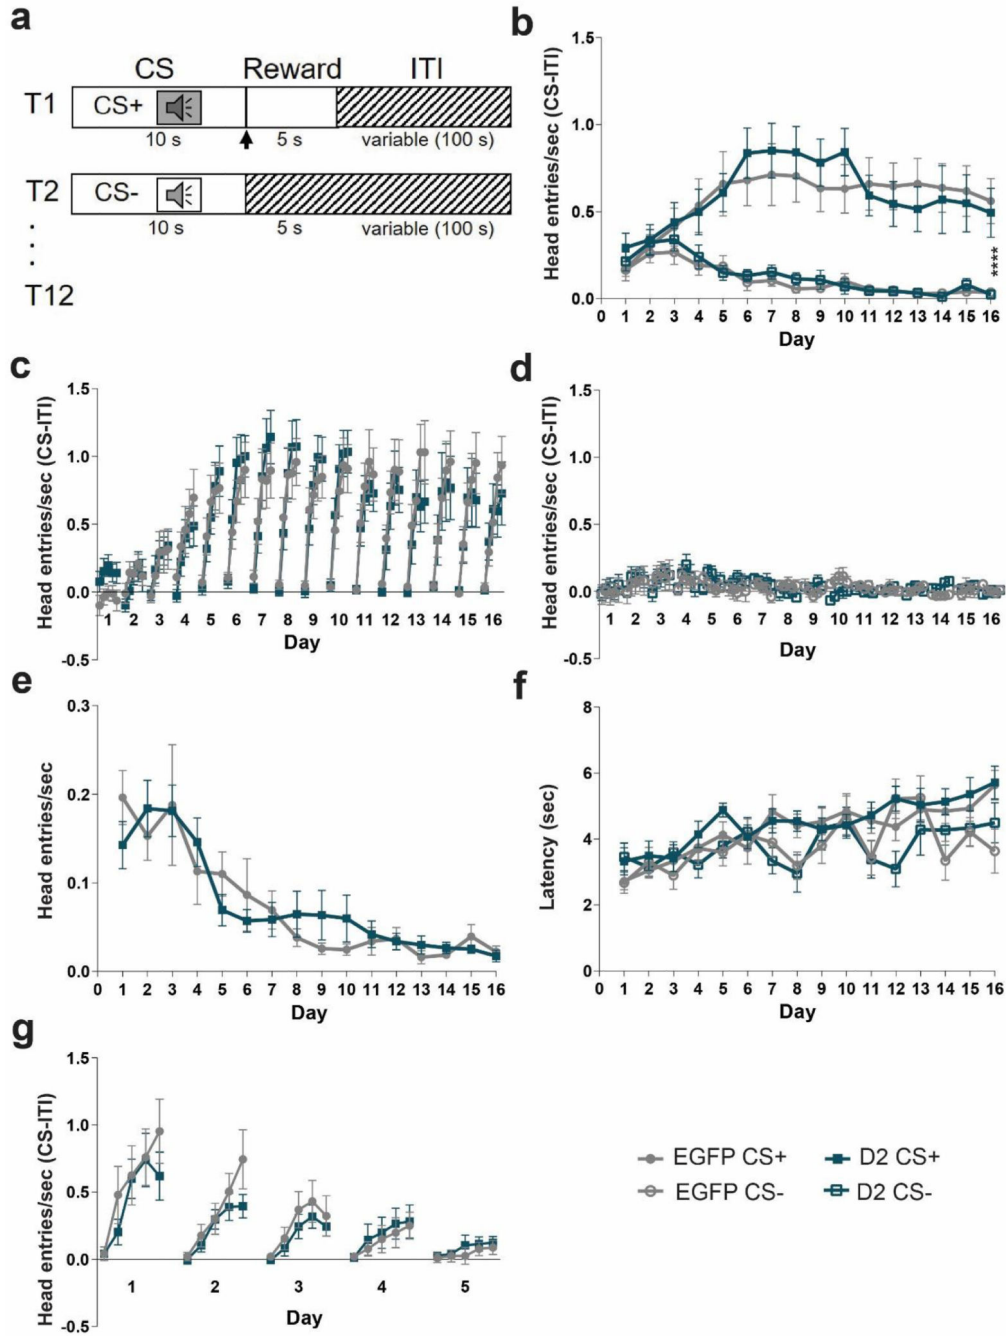 a
CS Reward ITI
T1 CS+
10 s 5 s variable (100 s)
T2 CS-
10 s 5 s variable (100 s)
T12
b
Head entries/sec (CS-ITI)
1.5
1.0
0.5
0.0
****
0 1 2 3 4 5 6 7 8 9 10 11 12 13 14 15 16
Day
c
Head entries/sec (CS-ITI)
1.5
1.0
0.5
0.0
-0.5
1 2 3 4 5 6 7 8 9 10 11 12 13 14 15 16
Day
d
Head entries/sec (CS-ITI)
1.5
1.0
0.5
0.0
-0.5
1 2 3 4 5 6 7 8 9 10 11 12 13 14 15 16
Day
e
Head entries/sec
0.3
0.2
0.1
0.0
0 1 2 3 4 5 6 7 8 9 10 11 12 13 14 15 16
Day
f
Latency (sec)
8
6
4
2
0
0 1 2 3 4 5 6 7 8 9 10 11 12 13 14 15 16
Day
g
Head entries/sec (CS-ITI)
1.5
1.0
0.5
0.0
-0.5
1 2 3 4 5
Day
EGFP CS+ D2 CS+
EGFP CS- D2 CS-